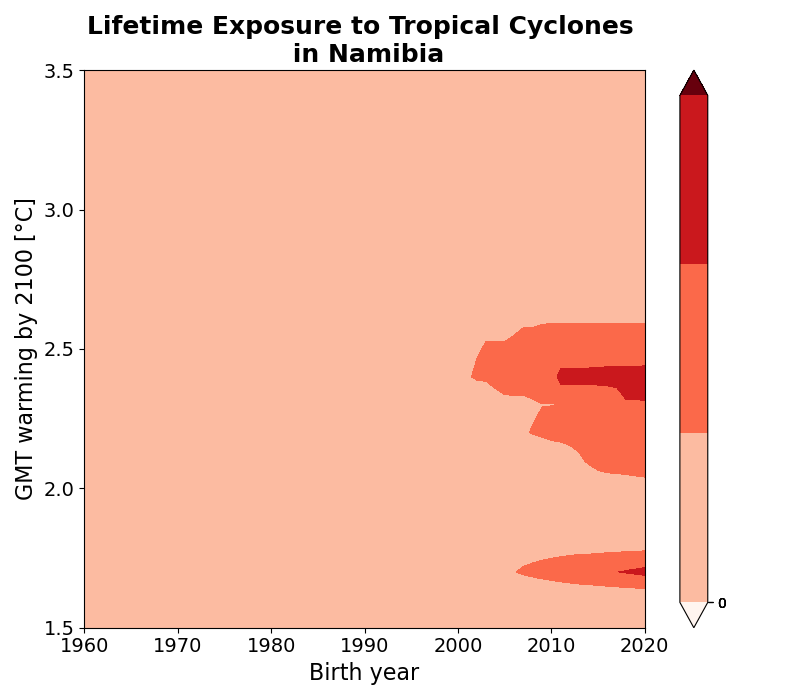 Lifetime Exposure to Tropical Cyclones
in Namibia
GMT warming by 2100 [°C]
3.5
3.0
2.5
2.0
1.5
1960 1970 1980 1990 2000 2010 2020
Birth year
0